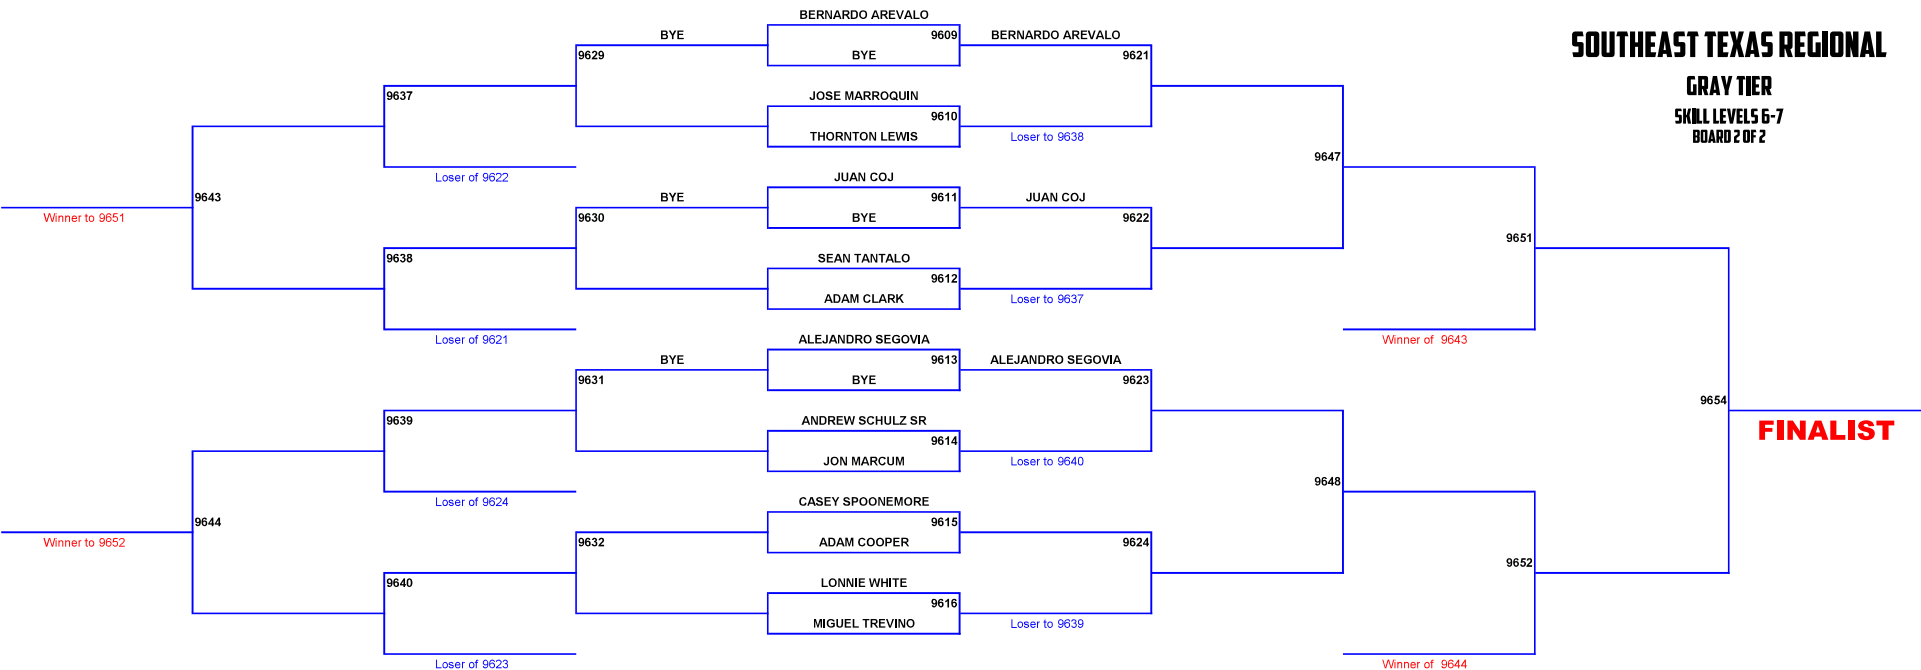 SOUTHEAST TEXAS REGIONAL
GRAY TIER
SKILL LEVELS 6-7
BOARD 2 OF 2
BERNARDO AREVALO
BYE 9609 BERNARDO AREVALO
9629 BYE 9621
9637 JOSE MARROQUIN
9610
THORNTON LEWIS Loser to 9638
9647
Loser of 9622 JUAN COJ
9643 BYE 9611 JUAN COJ
Winner to 9651 9630 BYE 9622
9651
9638 SEAN TANTALO
9612
ADAM CLARK Loser to 9637
Loser of 9621 ALEJANDRO SEGOVIA Winner of 9643
BYE 9613 ALEJANDRO SEGOVIA
9631 BYE 9623
9654
9639 ANDREW SCHULZ SR
FINALIST
9614
JON MARCUM Loser to 9640
9648
Loser of 9624 CASEY SPOONEMORE
9644 9615
Winner to 9652 9632 ADAM COOPER 9624
9652
9640 LONNIE WHITE
9616
MIGUEL TREVINO Loser to 9639
Loser of 9623 Winner of 9644